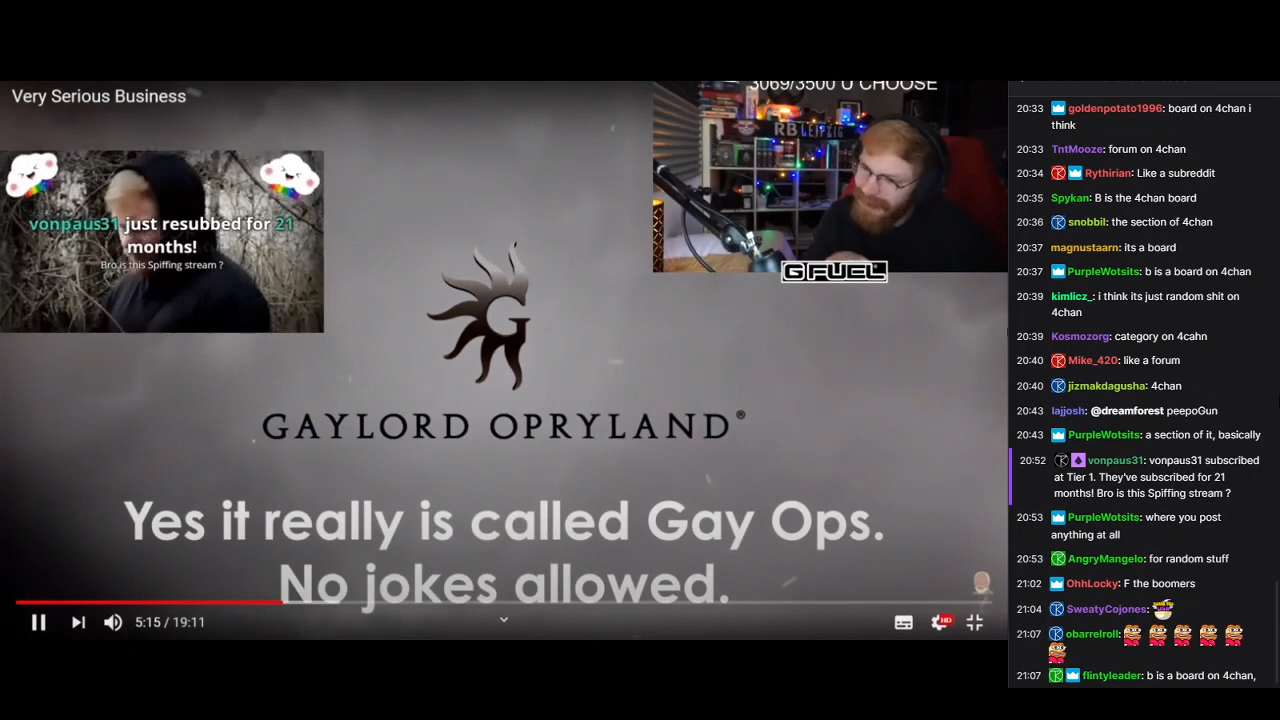 Very Serious Business
3069/3500 U CHOOSE
RB LEIPZIG
vonpaus31 just resubbed for 21
months!
Bro is this Spiffing stream ?
G FUEL
GAYLORD OPRYLAND®
Yes it really is called Gay Ops.
No jokes allowed.
5:15 / 19:11
HD
20:33 goldenpotato1996: board on 4chan i
think
20:33 TntMooze: forum on 4chan
20:34 Rythirian: Like a subreddit
20:35 Spykan: B is the 4chan board
20:36 snobbil: the section of 4chan
20:37 magnustaarn: its a board
20:37 PurpleWotsits: b is a board on 4chan
20:39 kimlicz_: i think its just random shit on
4chan
20:39 Kosmozorg: category on 4cahn
20:40 Mike_420: like a forum
20:40 jizmakdagusha: 4chan
20:43 lajjosh: @dreamforest peepoGun
20:43 PurpleWotsits: a section of it, basically
20:52 vonpaus31: vonpaus31 subscribed
at Tier 1. They've subscribed for 21
months! Bro is this Spiffing stream ?
20:53 PurpleWotsits: where you post
anything at all
20:53 AngryMangelo: for random stuff
21:02 OhhLocky: F the boomers
21:04 SweatyCojones:
21:07 obarrelroll:
21:07 flintyleader: b is a board on 4chan,